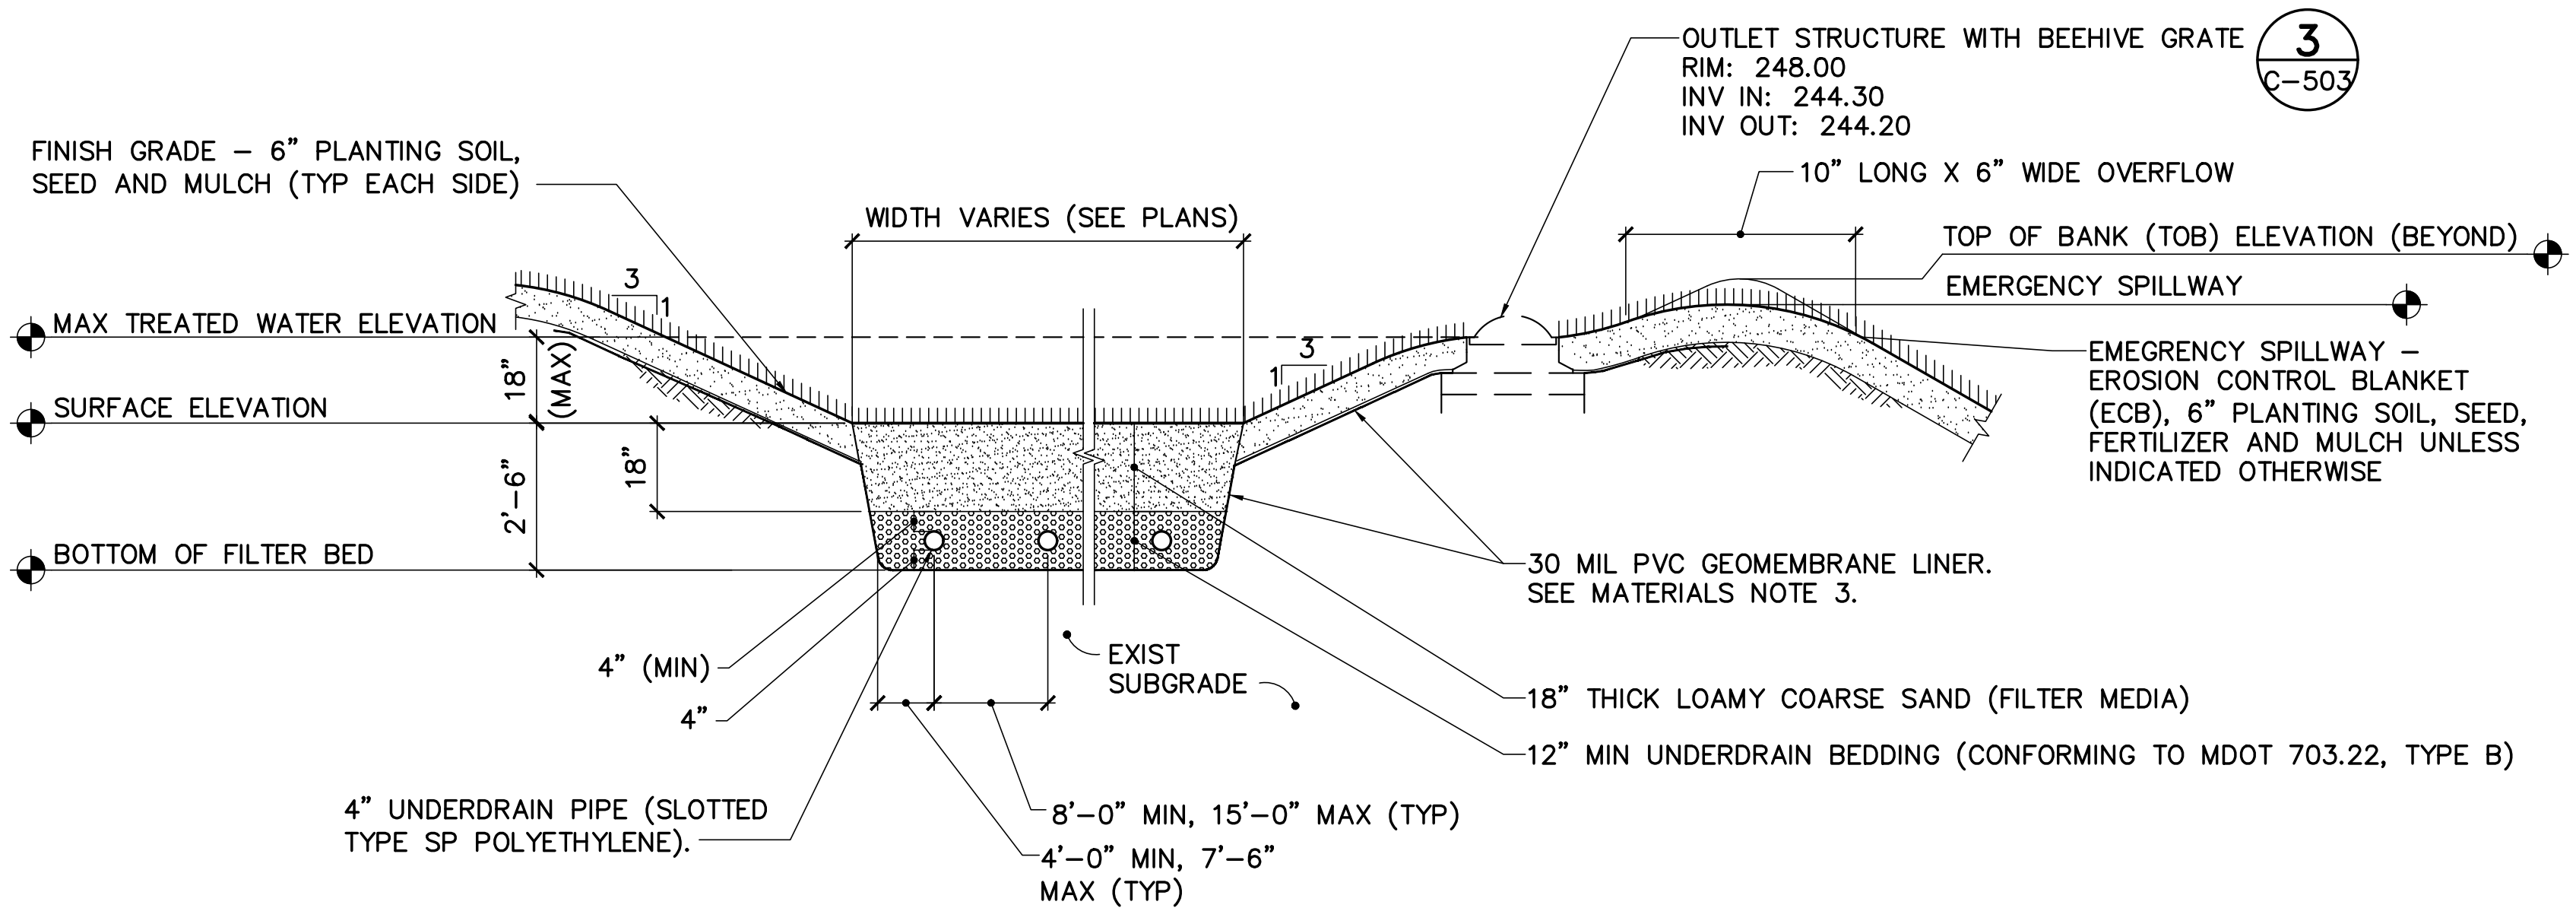 OUTLET STRUCTURE WITH BEEHIVE GRATE
RIM: 248.00
INV IN: 244.30
INV OUT: 244.20
3
C-503
FINISH GRADE - 6" PLANTING SOIL,
SEED AND MULCH (TYP EACH SIDE)
10" LONG X 6" WIDE OVERFLOW
WIDTH VARIES (SEE PLANS)
TOP OF BANK (TOB) ELEVATION (BEYOND)
EMERGENCY SPILLWAY
3
1
MAX TREATED WATER ELEVATION
18"
(MAX)
3
1
EMEGRENCY SPILLWAY -
EROSION CONTROL BLANKET
(ECB), 6" PLANTING SOIL, SEED,
FERTILIZER AND MULCH UNLESS
INDICATED OTHERWISE
SURFACE ELEVATION
2'-6"
18"
BOTTOM OF FILTER BED
30 MIL PVC GEOMEMBRANE LINER.
SEE MATERIALS NOTE 3.
4" (MIN)
EXIST
SUBGRADE
4"
18" THICK LOAMY COARSE SAND (FILTER MEDIA)
12" MIN UNDERDRAIN BEDDING (CONFORMING TO MDOT 703.22, TYPE B)
4" UNDERDRAIN PIPE (SLOTTED
TYPE SP POLYETHYLENE).
8'-0" MIN, 15'-0" MAX (TYP)
4'-0" MIN, 7'-6"
MAX (TYP)